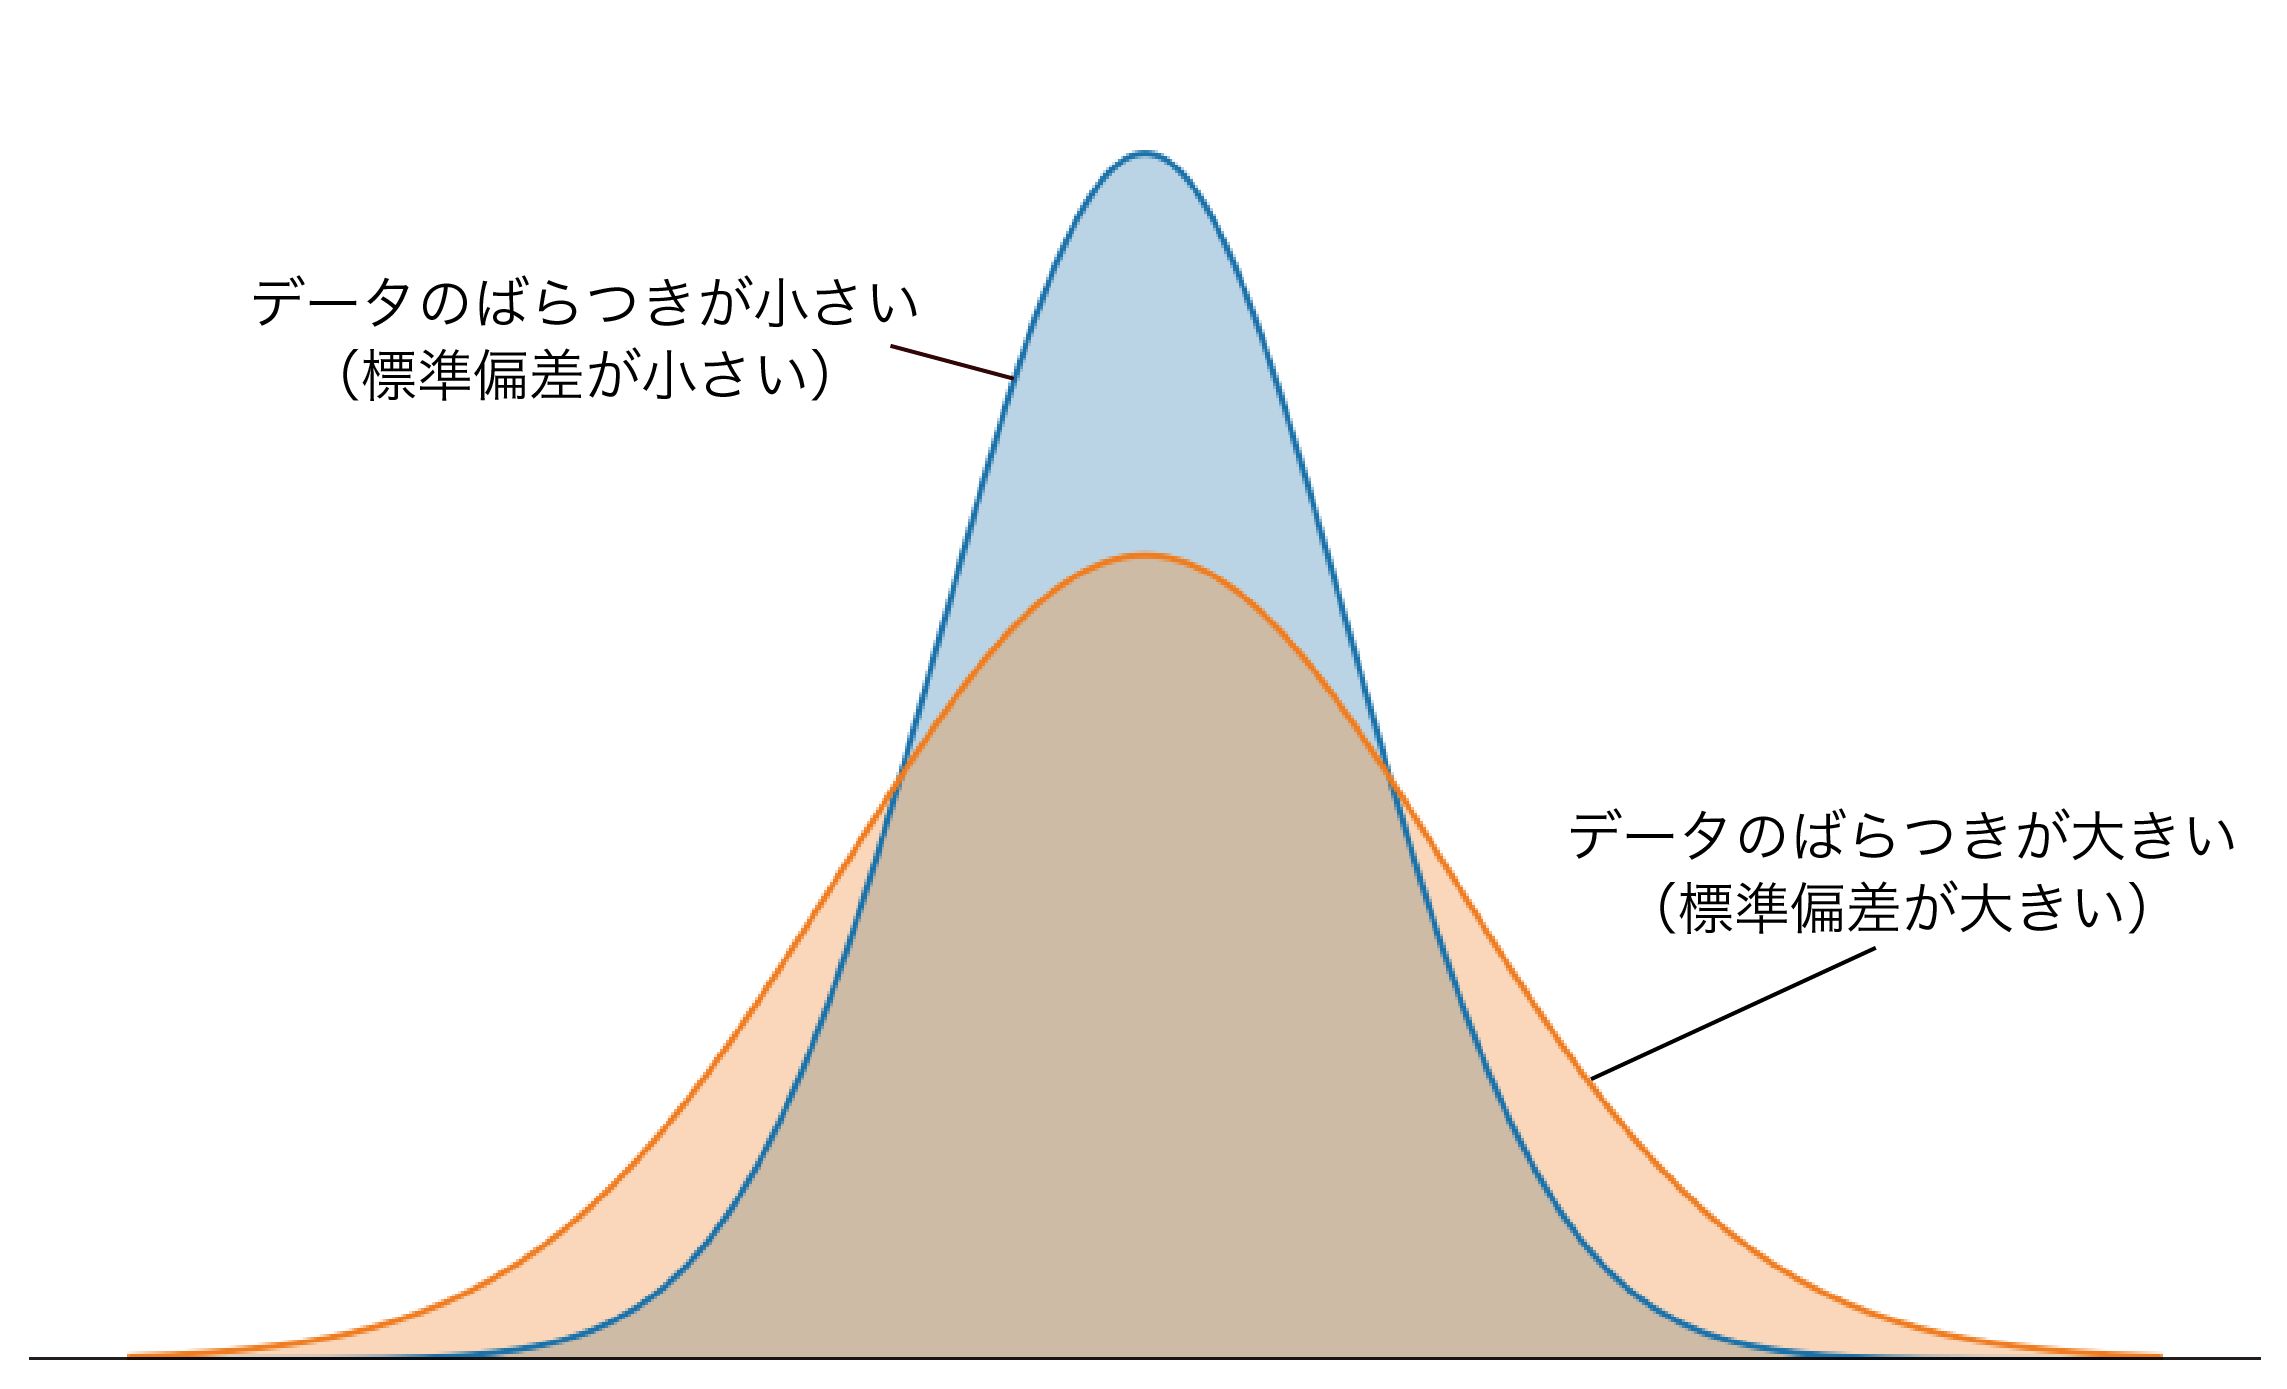 データのばらつきが小さい
（標準偏差が小さい）
データのばらつきが大きい
（標準偏差が大きい）